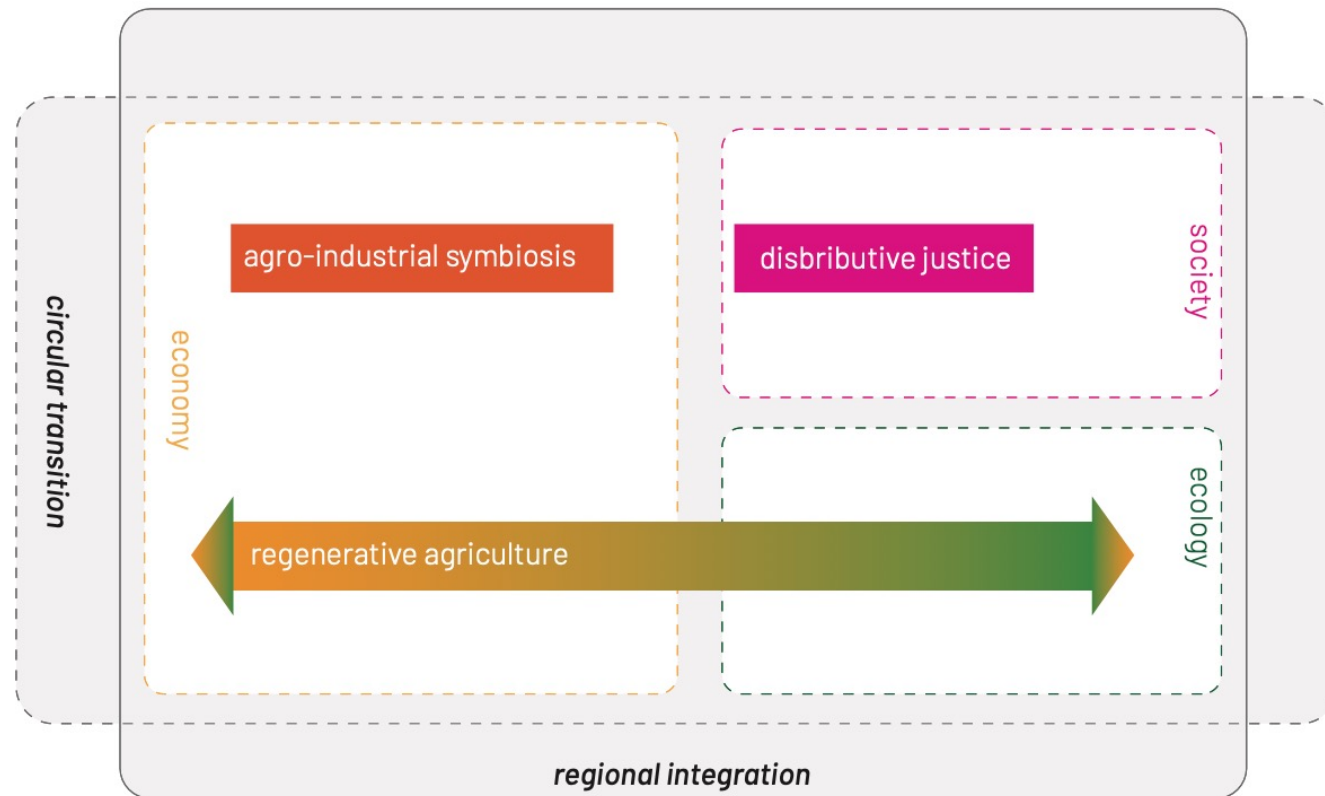 agro-industrial symbiosis
disbributive justice
society
circular transition
economy
ecology
regenerative agriculture
regional integration